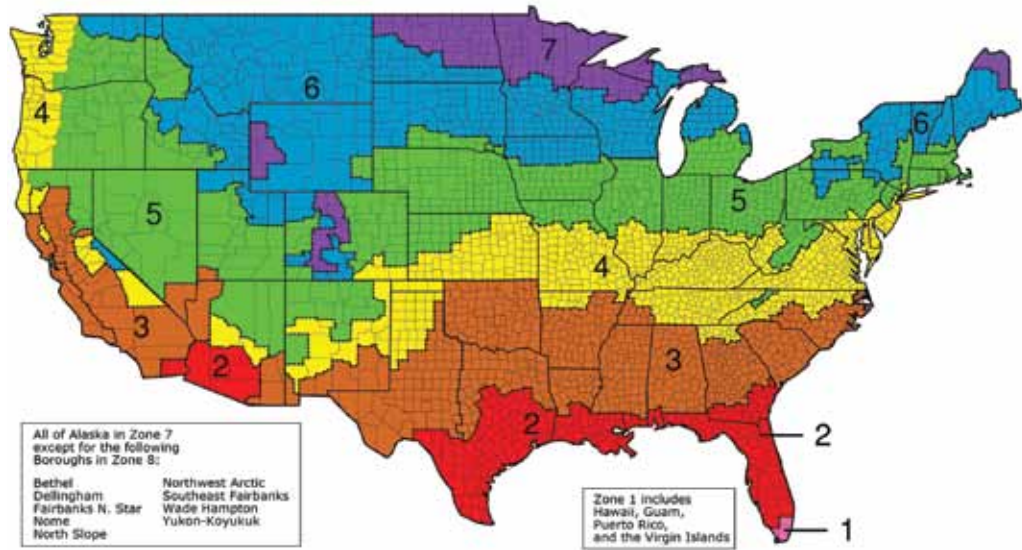 7
6
6
4
5
5
4
3
3
2
2
2
1
All of Alaska in Zone 7
except for the following
Boroughs in Zone 8:
Bethel Northwest Arctic
Dellingham Southeast Fairbanks
Fairbanks N. Star Wade Hampton
Nome Yukon-Koyukuk
North Slope
Zone 1 includes
Hawaii, Guam,
Puerto Rico,
and the Virgin Islands